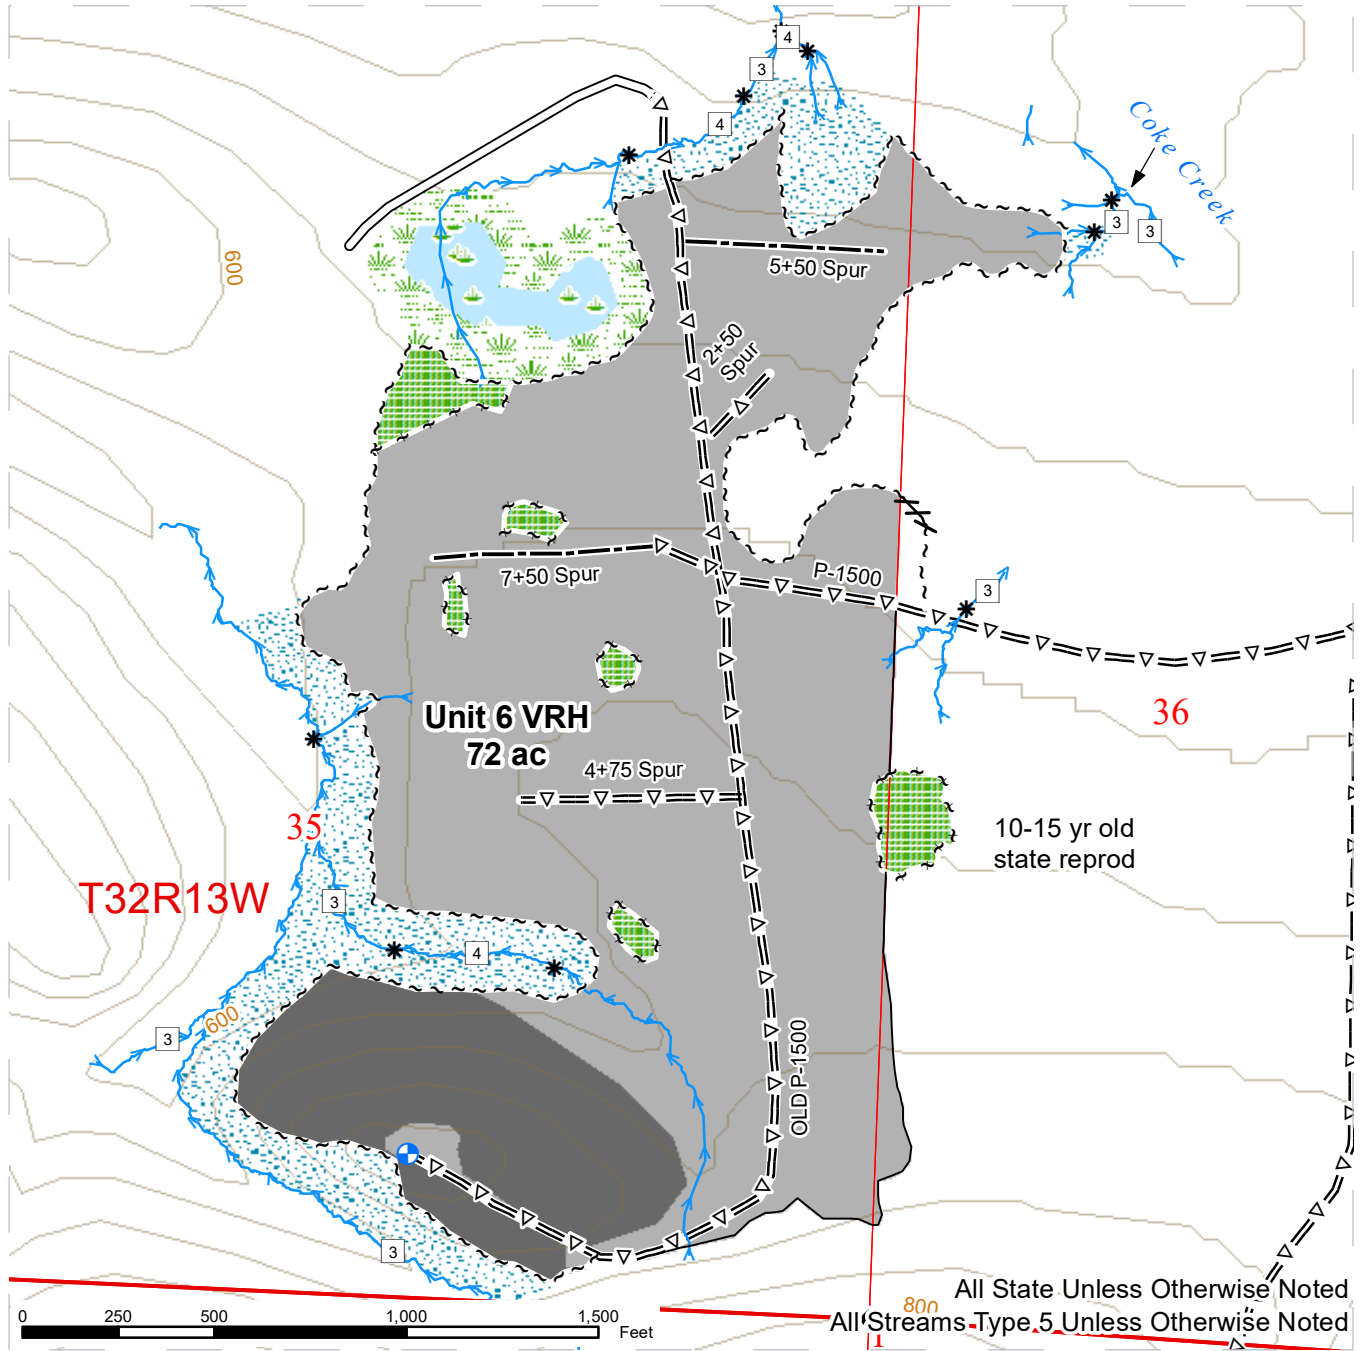 4
3
4
Coke Creek
3
3
600
5+50 Spur
2+50
Spur
7+50 Spur
P-1500
3
Unit 6 VRH
72 ac
36
4+75 Spur
35
10-15 yr old
state reprod
T32R13W
3
4
600
3
OLD P-1500
3
All State Unless Otherwise Noted
800
All Streams Type 5 Unless Otherwise Noted
1
0 250 500 1,000 1,500
Feet